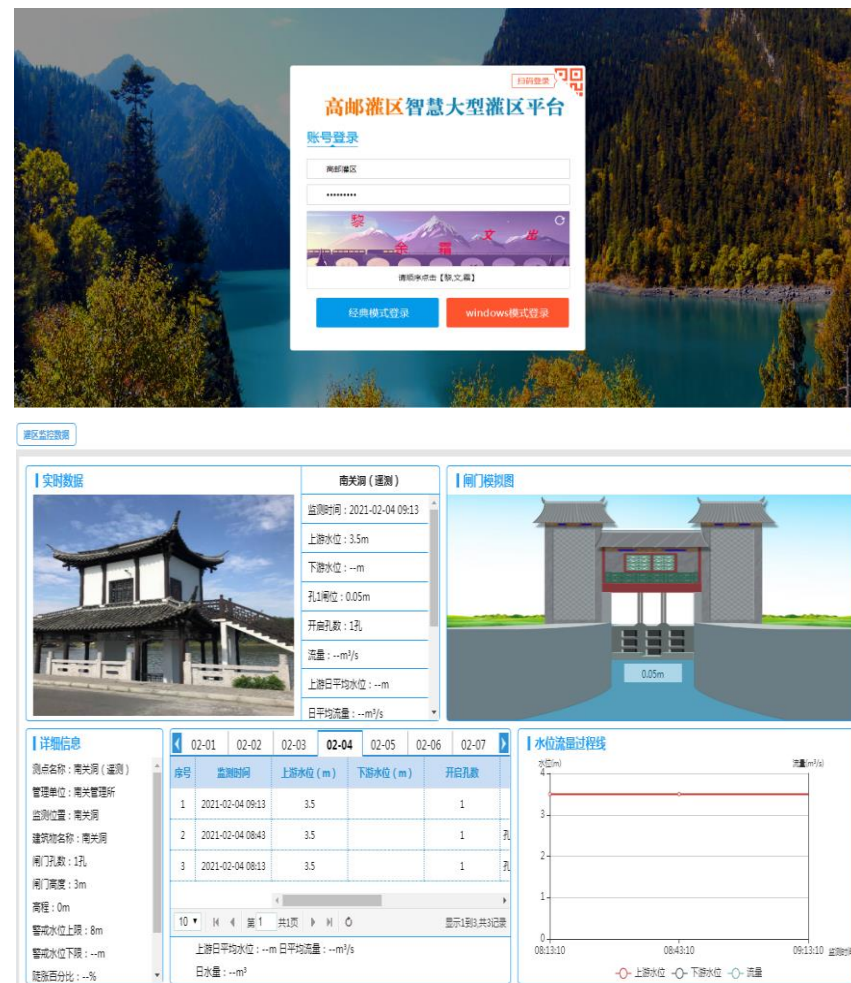 扫码登录
高邮灌区智慧大型灌区平台
账号登录
高邮灌区
•••••••••
黎
余
霜
文
出
请顺序点击【黎,文,霜】
经典模式登录
windows模式登录
灌区监控数据
实时数据
南关洞（遥测）
监测时间：2021-02-04 09:13
上游水位：3.5m
下游水位：--m
孔1闸位：0.05m
开启孔数：1孔
流量：--m³/s
上游日平均水位：--m
日平均流量：--m³/s
闸门模拟图
0.05m
详细信息
测点名称：南关洞（遥测）
管理单位：南关管理所
监测位置：南关洞
建筑物名称：南关洞
闸门孔数：1孔
闸门高度：3m
高程：0m
警戒水位上限：8m
警戒水位下限：--m
陡涨百分比：--%
02-01 02-02 02-03 02-04 02-05 02-06 02-07
序号 监测时间 上游水位（m） 下游水位（m） 开启孔数
1 2021-02-04 09:13 3.5 1
2 2021-02-04 08:43 3.5 1 孔
3 2021-02-04 08:13 3.5 1 孔
10 第 1 共1页 显示1到3,共3记录
上游日平均水位：--m 日平均流量：--m³/s
日水量：--m³
水位流量过程线
水位(m) 流量(m³/s)
4
3
2
1
0
08:13:10 08:43:10 09:13:10 监测时间
上游水位 下游水位 流量